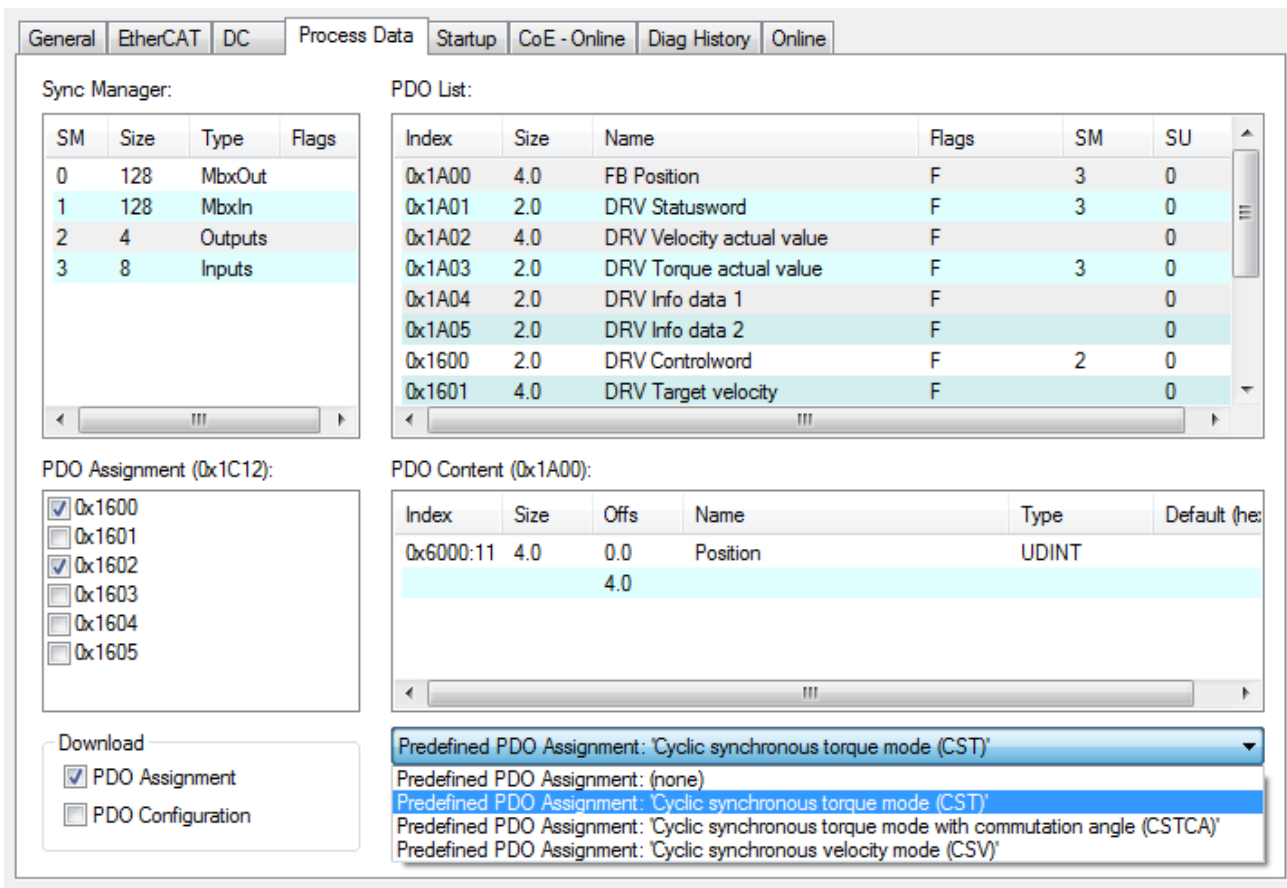 General EtherCAT DC Process Data Startup CoE - Online Diag History Online
Sync Manager:
SM Size Type Flags
0 128 MbxOut
1 128 MbxIn
2 4 Outputs
3 8 Inputs
PDO List:
Index Size Name Flags SM SU
0x1A00 4.0 FB Position F 3 0
0x1A01 2.0 DRV Statusword F 3 0
0x1A02 4.0 DRV Velocity actual value F 0
0x1A03 2.0 DRV Torque actual value F 3 0
0x1A04 2.0 DRV Info data 1 F 0
0x1A05 2.0 DRV Info data 2 F 0
0x1600 2.0 DRV Controlword F 2 0
0x1601 4.0 DRV Target velocity F 0
PDO Assignment (0x1C12):
0x1600
0x1601
0x1602
0x1603
0x1604
0x1605
PDO Content (0x1A00):
Index Size Offs Name Type Default (he
0x6000:11 4.0 0.0 Position UDINT
4.0
Download
PDO Assignment
PDO Configuration
Predefined PDO Assignment: 'Cyclic synchronous torque mode (CST)'
Predefined PDO Assignment: (none)
Predefined PDO Assignment: 'Cyclic synchronous torque mode (CST)'
Predefined PDO Assignment: 'Cyclic synchronous torque mode with commutation angle (CSTCA)'
Predefined PDO Assignment: 'Cyclic synchronous velocity mode (CSV)'